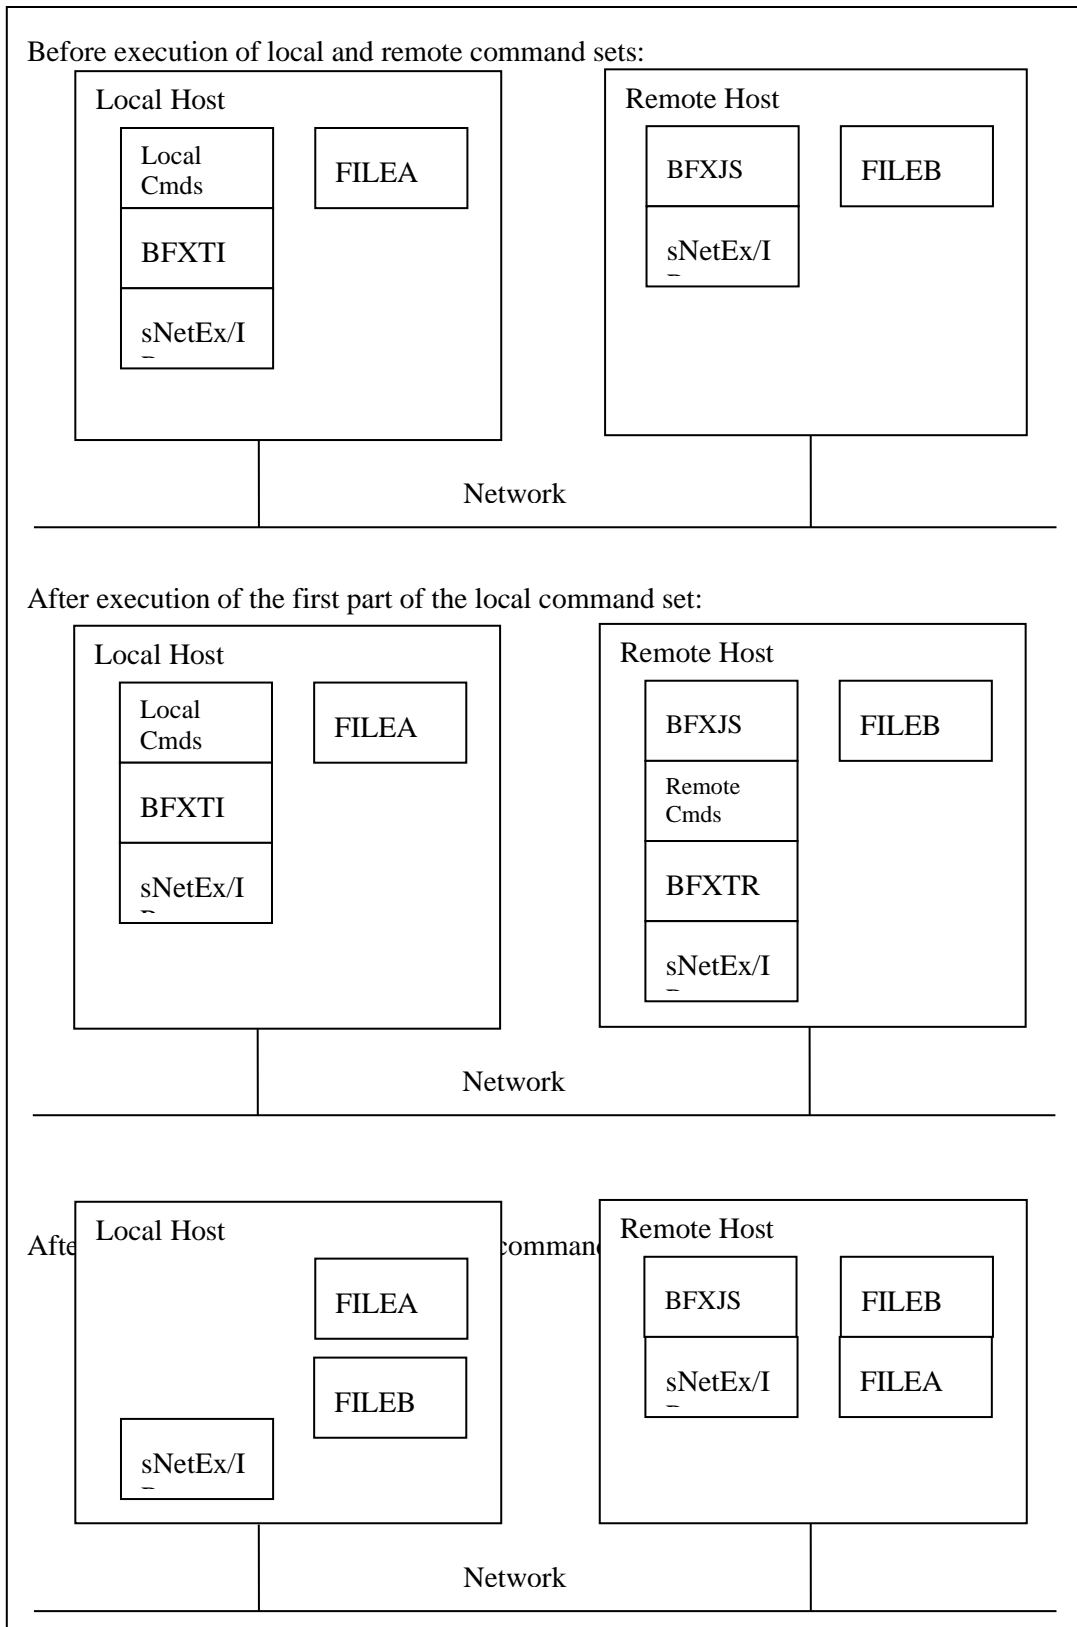 Before execution of local and remote command sets:
Local Host
Local
Cmds
FILEA
BFXTI
sNetEx/I
Remote Host
BFXJS
FILEB
sNetEx/I
Network
After execution of the first part of the local command set:
Local Host
Local
Cmds
FILEA
BFXTI
sNetEx/I
Remote Host
BFXJS
FILEB
Remote
Cmds
BFXTR
sNetEx/I
Network
Afte
comman
Local Host
FILEA
FILEB
sNetEx/I
Remote Host
BFXJS
FILEB
sNetEx/I
FILEA
Network